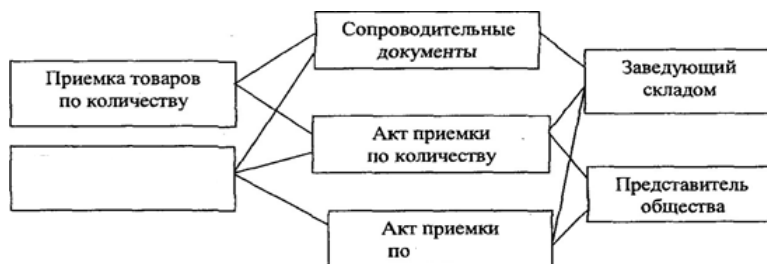 Сопроводительные
документы
Приемка товаров
по количеству
Заведующий
складом
Акт приемки
по количеству
Представитель
общества
Акт приемки
по